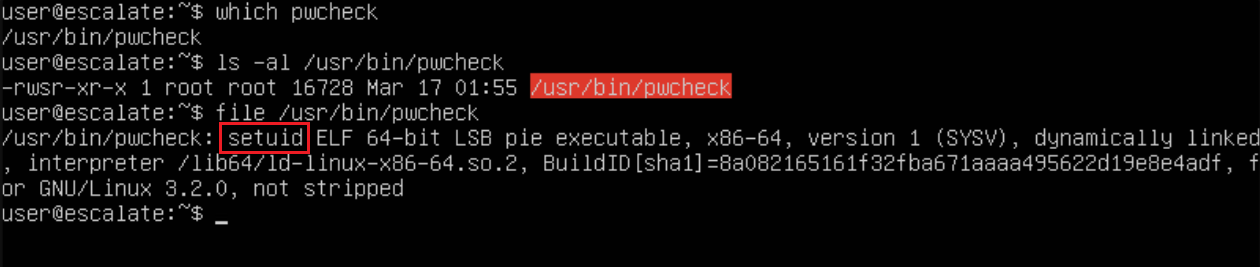 user@escalate:~$ which pwcheck
/usr/bin/pwcheck
user@escalate:~$ ls -al /usr/bin/pwcheck
-rwsr-xr-x 1 root root 16728 Mar 17 01:55 /usr/bin/pwcheck
user@escalate:~$ file /usr/bin/pwcheck
/usr/bin/pwcheck: setuid ELF 64-bit LSB pie executable, x86-64, version 1 (SYSV), dynamically linked
, interpreter /lib64/ld-linux-x86-64.so.2, BuildID[sha1]=8a082165161f32fba671aaaa495622d19e8e4adf, f
or GNU/Linux 3.2.0, not stripped
user@escalate:~$ _